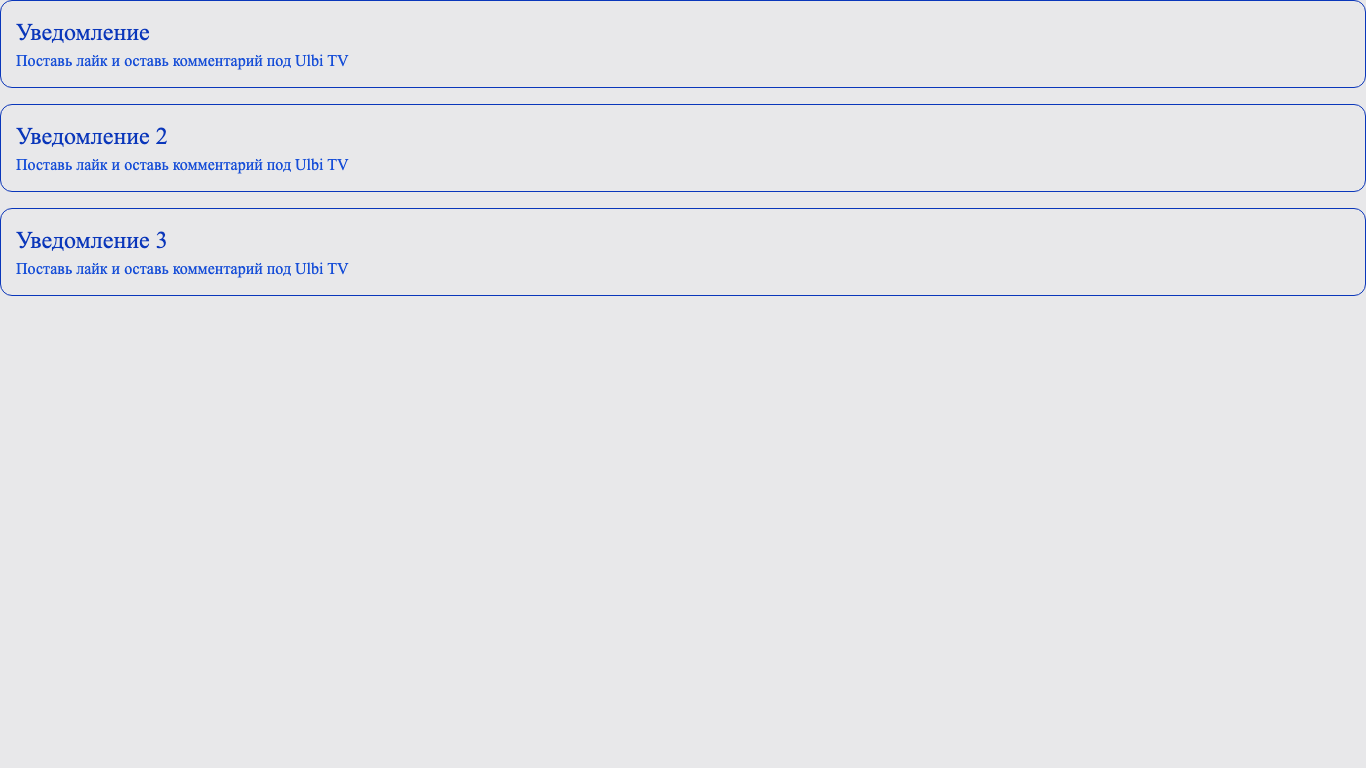 Уведомление
Поставь лайк и оставь комментарий под Ulbi TV
Уведомление 2
Поставь лайк и оставь комментарий под Ulbi TV
Уведомление 3
Поставь лайк и оставь комментарий под Ulbi TV